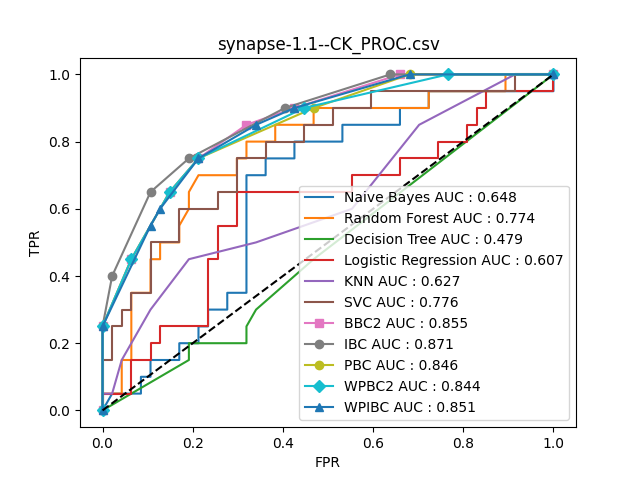 synapse-1.1--CK_PROC.csv
1.0
0.8
0.6
0.4
0.2
0.0
TPR
Naive Bayes AUC : 0.648
Random Forest AUC : 0.774
Decision Tree AUC : 0.479
Logistic Regression AUC : 0.607
KNN AUC : 0.627
SVC AUC : 0.776
BBC2 AUC : 0.855
IBC AUC : 0.871
PBC AUC : 0.846
WPBC2 AUC : 0.844
WPIBC AUC : 0.851
0.0 0.2 0.4 0.6 0.8 1.0
FPR